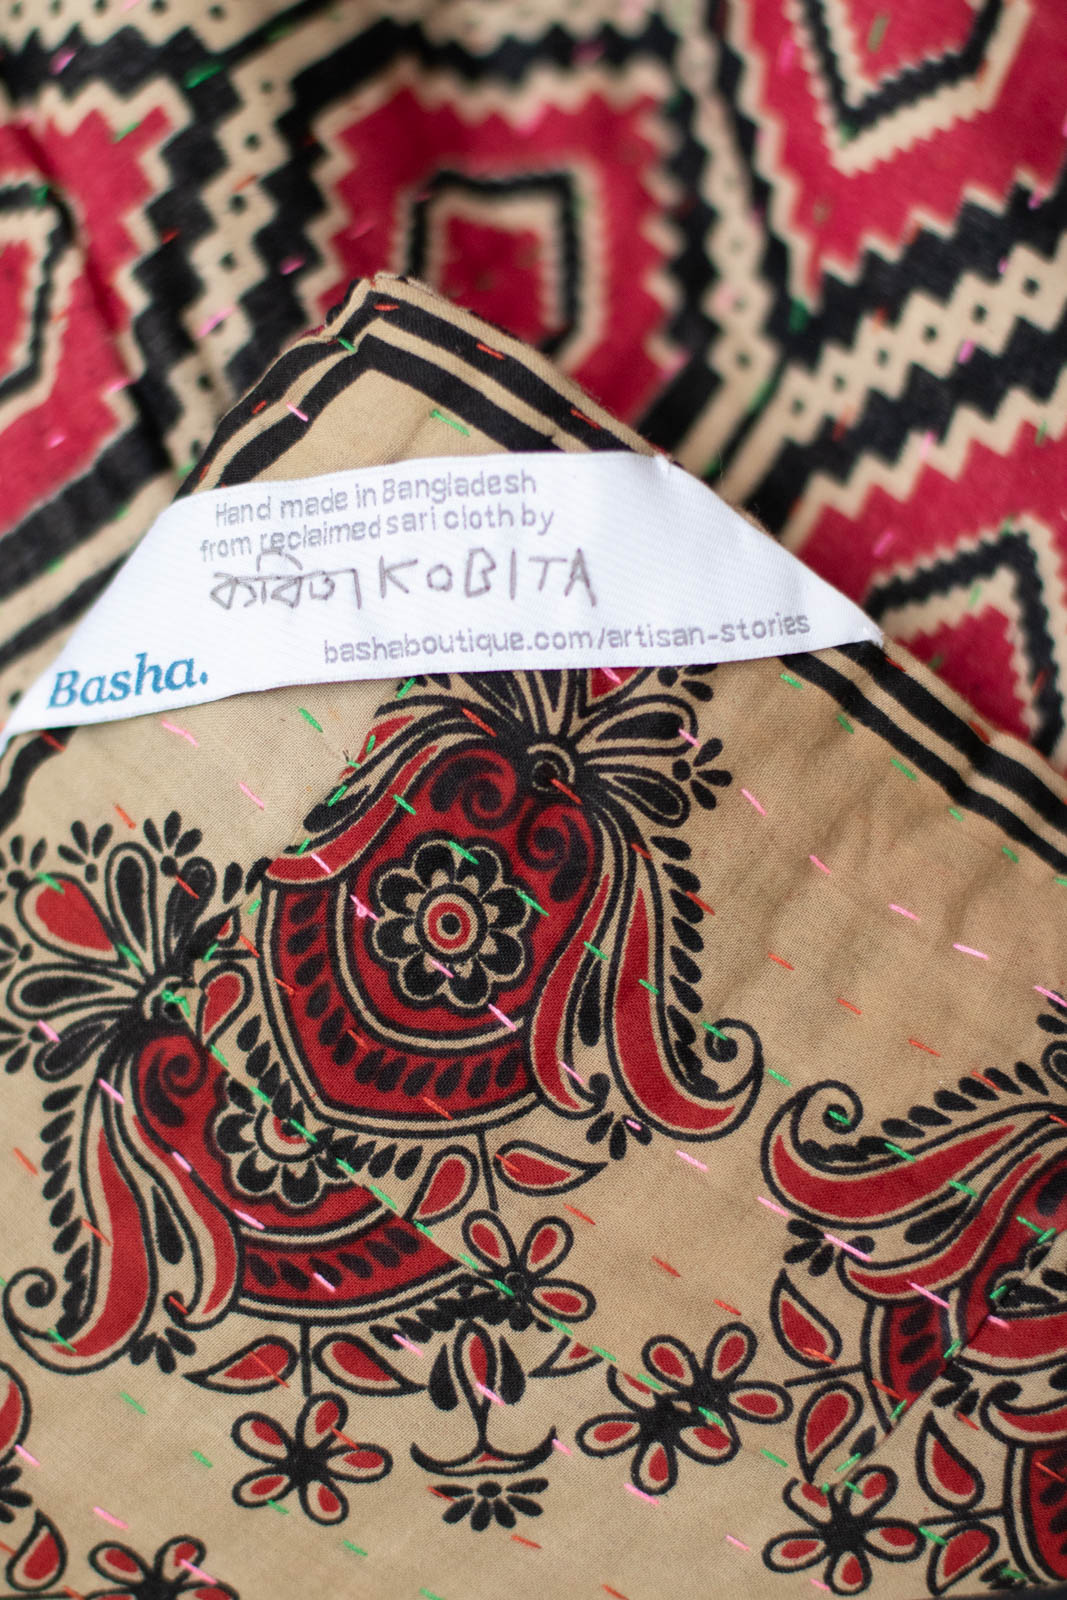 Hand made in Bangladesh
from reclaimed sari cloth by
কবিতা KOBITA
bashaboutique.com/artisan-stories
Basha.